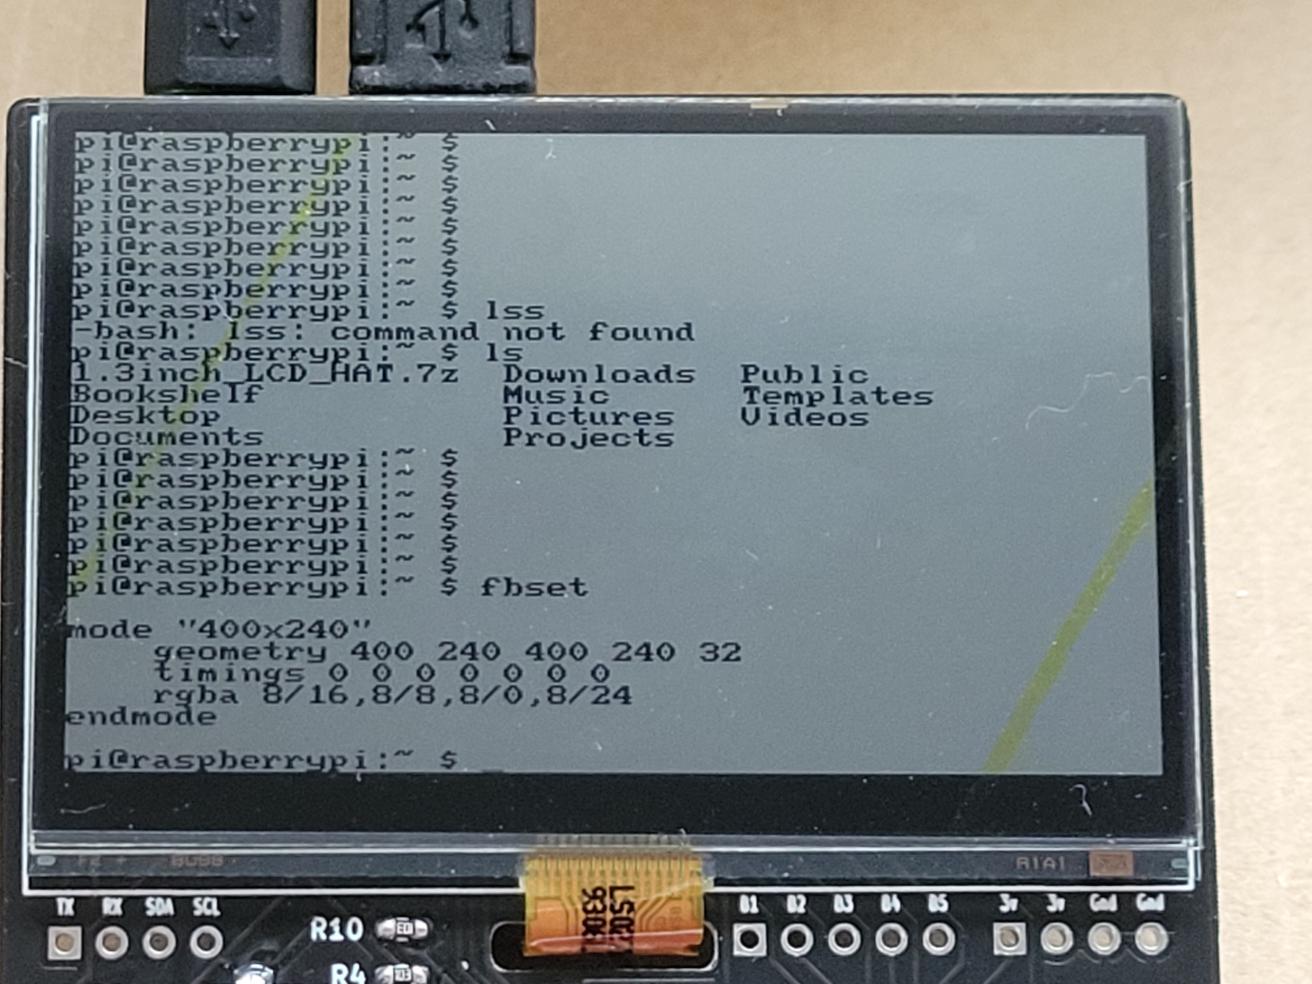 pi@raspberrypi:~ $
pi@raspberrypi:~ $
pi@raspberrypi:~ $
pi@raspberrypi:~ $
pi@raspberrypi:~ $
pi@raspberrypi:~ $
pi@raspberrypi:~ $
pi@raspberrypi:~ $
pi@raspberrypi:~ $ lss
-bash: lss: command not found
pi@raspberrypi:~ $ ls
1.3inch_LCD_HAT.7z Downloads Public
Bookshelf Music Templates
Desktop Pictures Videos
Documents Projects
pi@raspberrypi:~ $
pi@raspberrypi:~ $
pi@raspberrypi:~ $
pi@raspberrypi:~ $
pi@raspberrypi:~ $
pi@raspberrypi:~ $
pi@raspberrypi:~ $ fbset
mode "400x240"
geometry 400 240 400 240 32
timings 0 0 0 0 0 0 0
rgba 8/16,8/8,8/0,8/24
endmode
pi@raspberrypi:~ $
R1A1
TX RX SDA SCL
B1 B2 B3 B4 B5 3v 3v Gnd Gnd
R10
R4